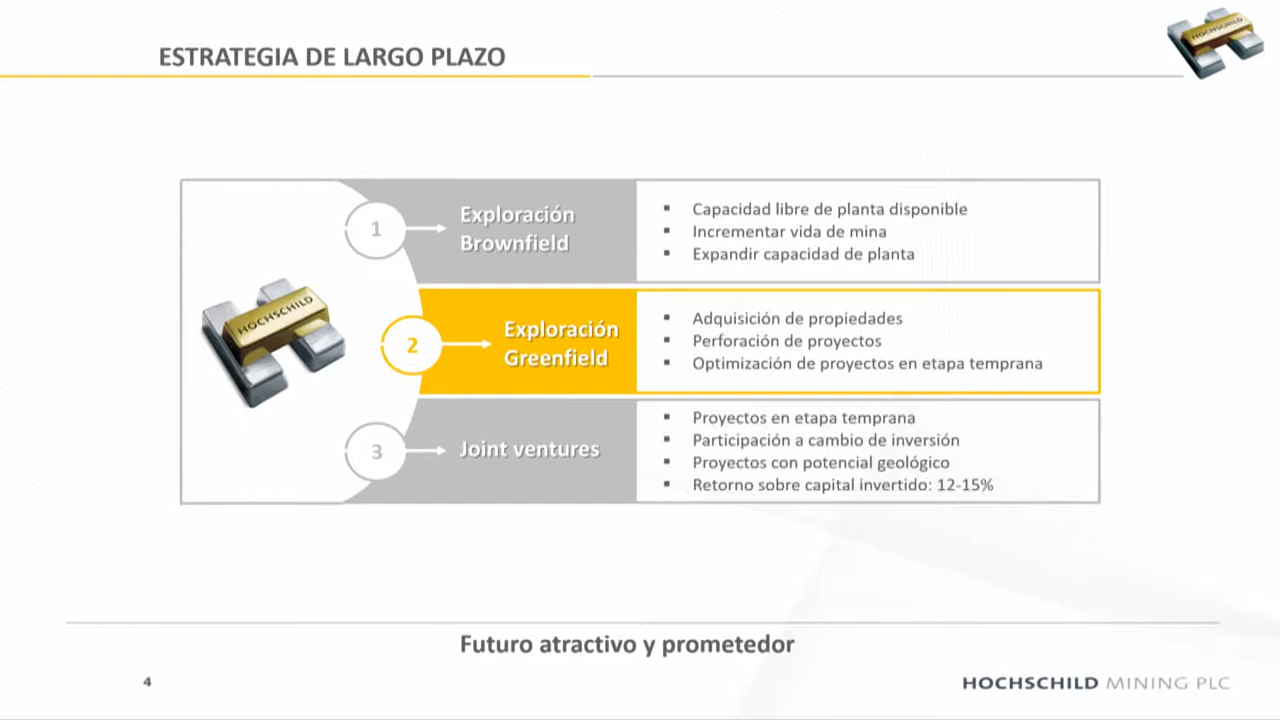 ESTRATEGIA DE LARGO PLAZO
HOCHSCHILD
HOCHSCHILD
1
Exploración
Brownfield
▪ Capacidad libre de planta disponible
▪ Incrementar vida de mina
▪ Expandir capacidad de planta
2
Exploración
Greenfield
▪ Adquisición de propiedades
▪ Perforación de proyectos
▪ Optimización de proyectos en etapa temprana
3
Joint ventures
▪ Proyectos en etapa temprana
▪ Participación a cambio de inversión
▪ Proyectos con potencial geológico
▪ Retorno sobre capital invertido: 12-15%
Futuro atractivo y prometedor
4
HOCHSCHILD MINING PLC